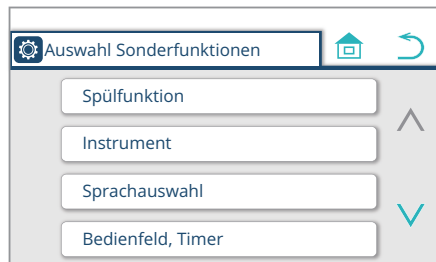 Auswahl Sonderfunktionen
Spülfunktion
Instrument
Sprachauswahl
Bedienfeld, Timer